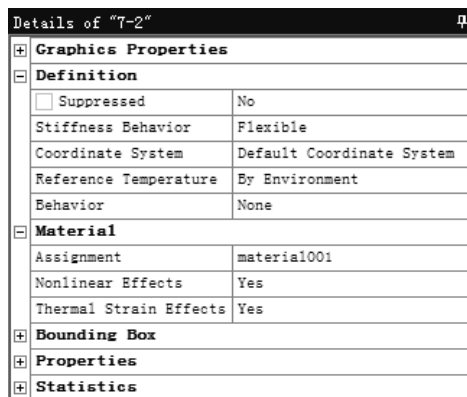 Details of "7-2"
Graphics Properties
Definition
Suppressed No
Stiffness Behavior Flexible
Coordinate System Default Coordinate System
Reference Temperature By Environment
Behavior None
Material
Assignment material001
Nonlinear Effects Yes
Thermal Strain Effects Yes
Bounding Box
Properties
Statistics